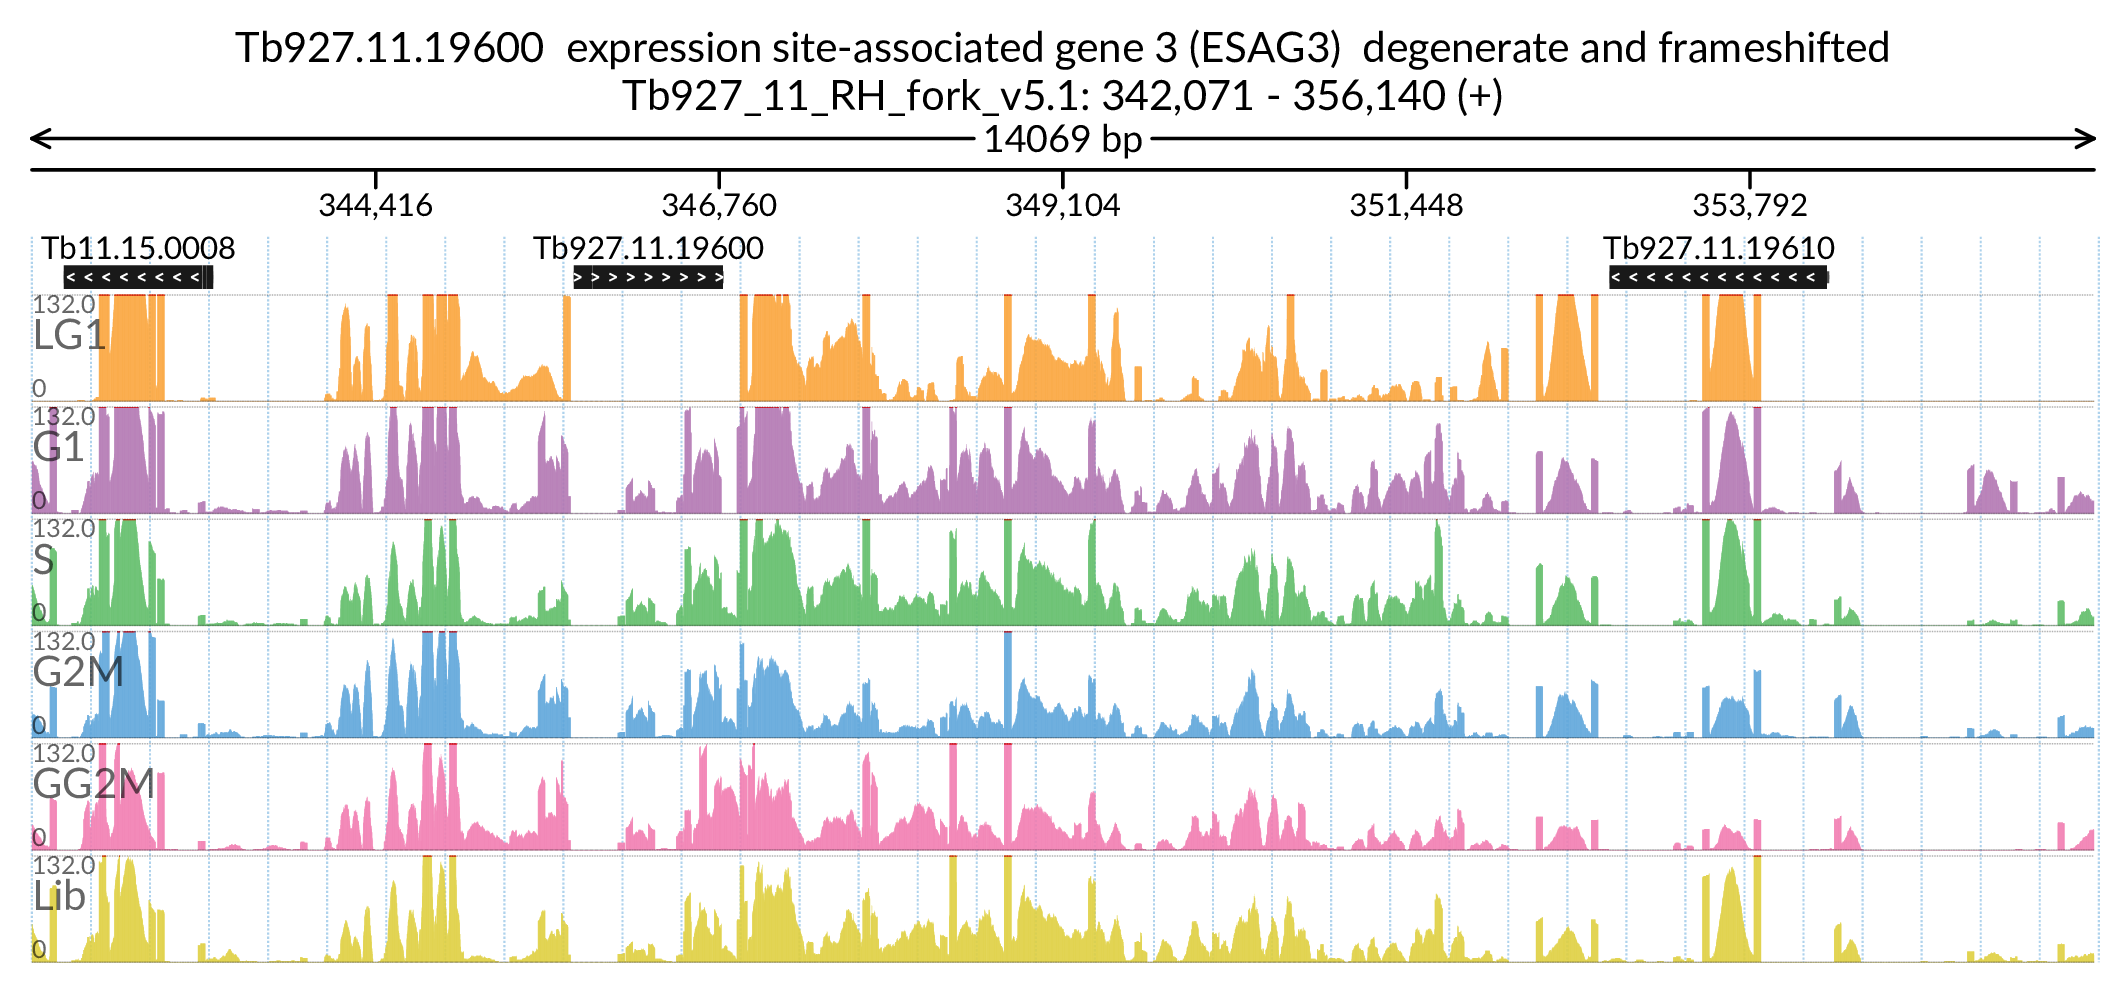 Tb927.11.19600 expression site-associated gene 3 (ESAG3) degenerate and frameshifted
Tb927_11_RH_fork_v5.1: 342,071 - 356,140 (+)
14069 bp
344,416 346,760 349,104 351,448 353,792
Tb11.15.0008 Tb927.11.19600 Tb927.11.19610
132.0
LG1
0
132.0
G1
0
132.0
S
0
132.0
G2M
0
132.0
GG2M
0
132.0
Lib
0